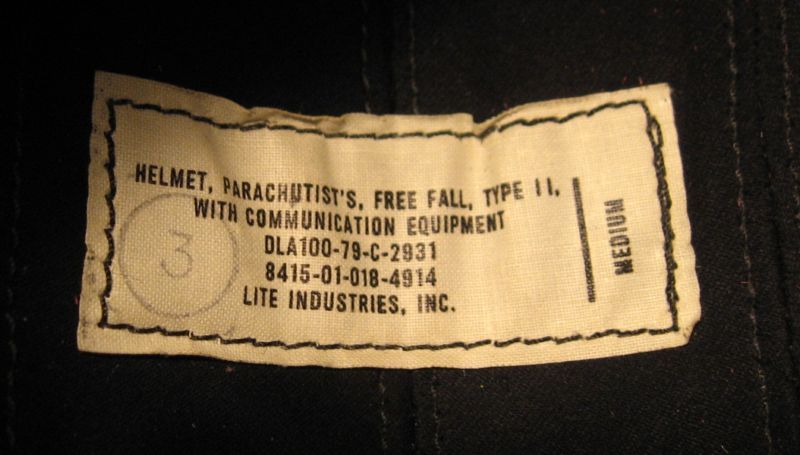 HELMET, PARACHUTIST'S, FREE FALL, TYPE II,
WITH COMMUNICATION EQUIPMENT
DLA100-79-C-2931
8415-01-018-4914
LITE INDUSTRIES, INC.
MEDIUM
3